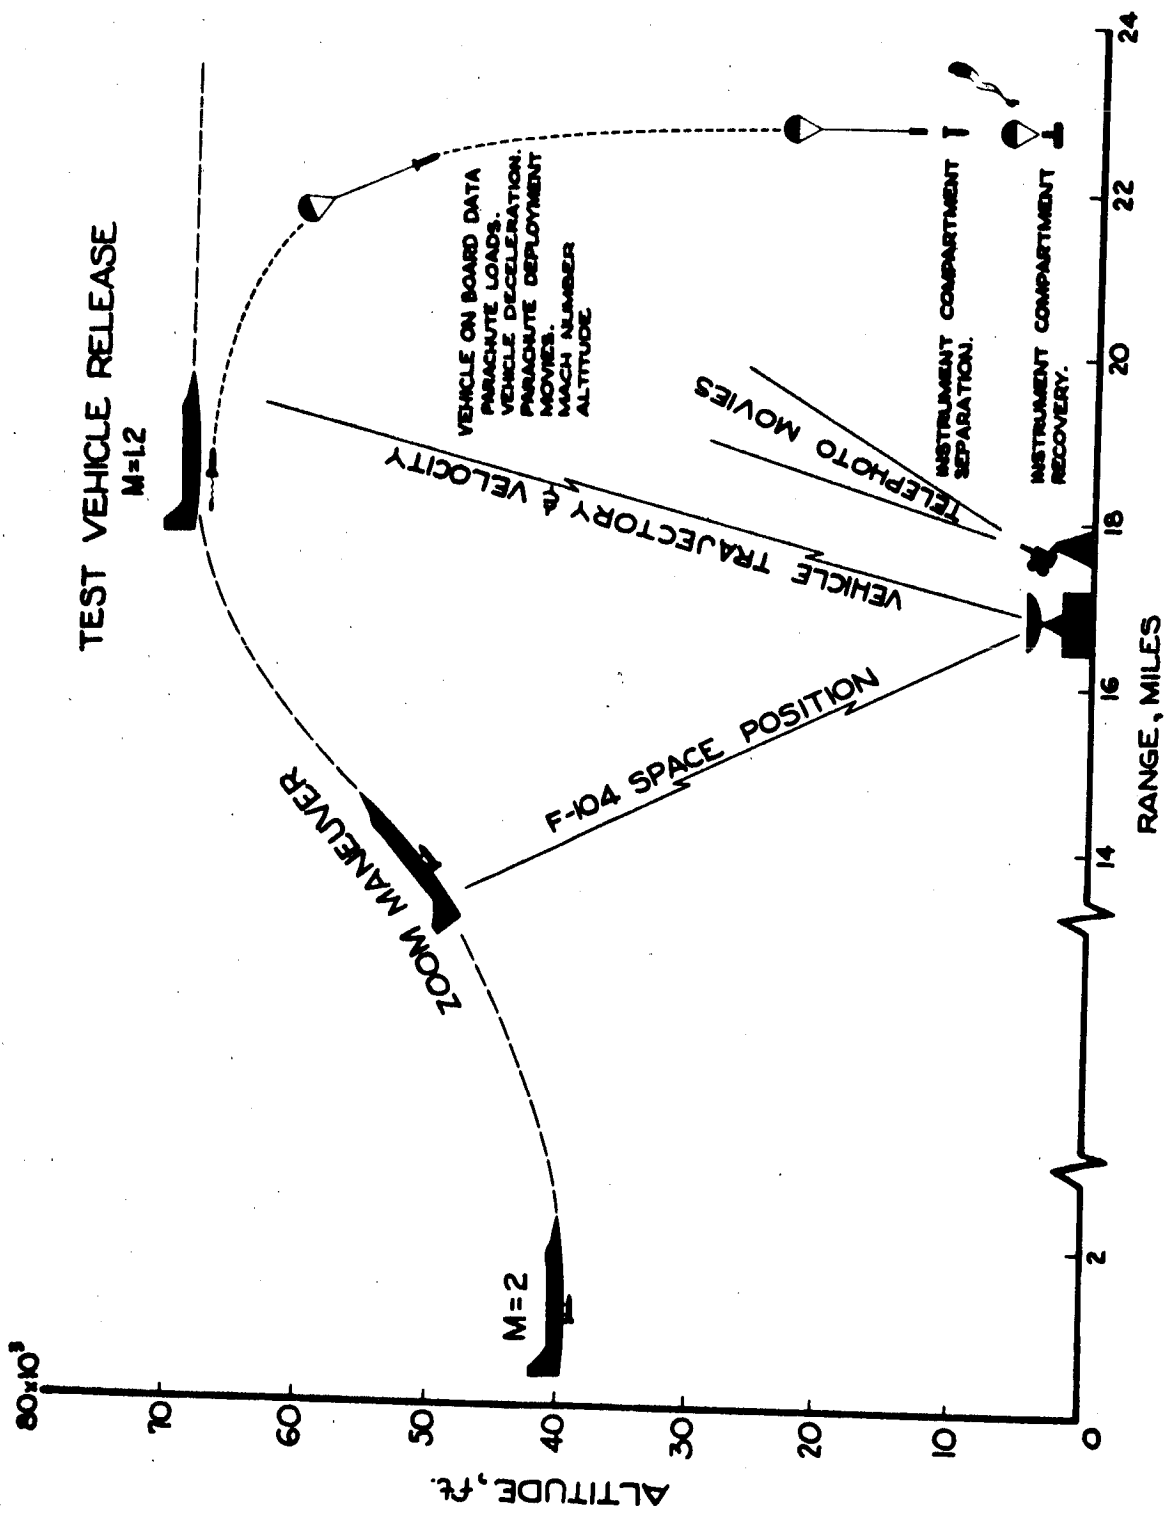 TEST VEHICLE RELEASE
M=1.2
ZOOM MANEUVER
M=2
F-104 SPACE POSITION
VEHICLE TRAJECTORY & VELOCITY
TELEPHOTO MOVIES
VEHICLE ON BOARD DATA
PARACHUTE LOADS.
VEHICLE DECELERATION.
PARACHUTE DEPLOYMENT
MOVIES.
MACH NUMBER
ALTITUDE
INSTRUMENT COMPARTMENT
SEPARATION.
INSTRUMENT COMPARTMENT
RECOVERY.
ALTITUDE, ft.
80x10³
70
60
50
40
30
20
10
0
2
14
16
18
20
22
24
RANGE, MILES